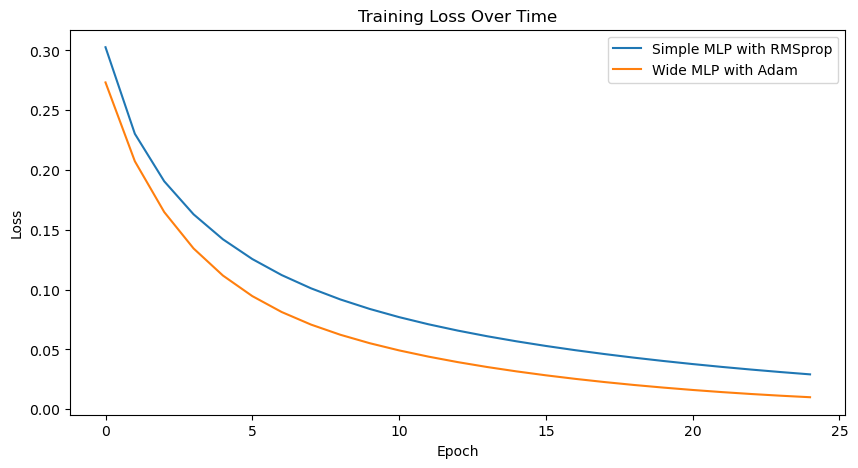 Training Loss Over Time
Simple MLP with RMSprop
Wide MLP with Adam
0.30
0.25
0.20
0.15
0.10
0.05
0.00
Loss
0 5 10 15 20 25
Epoch